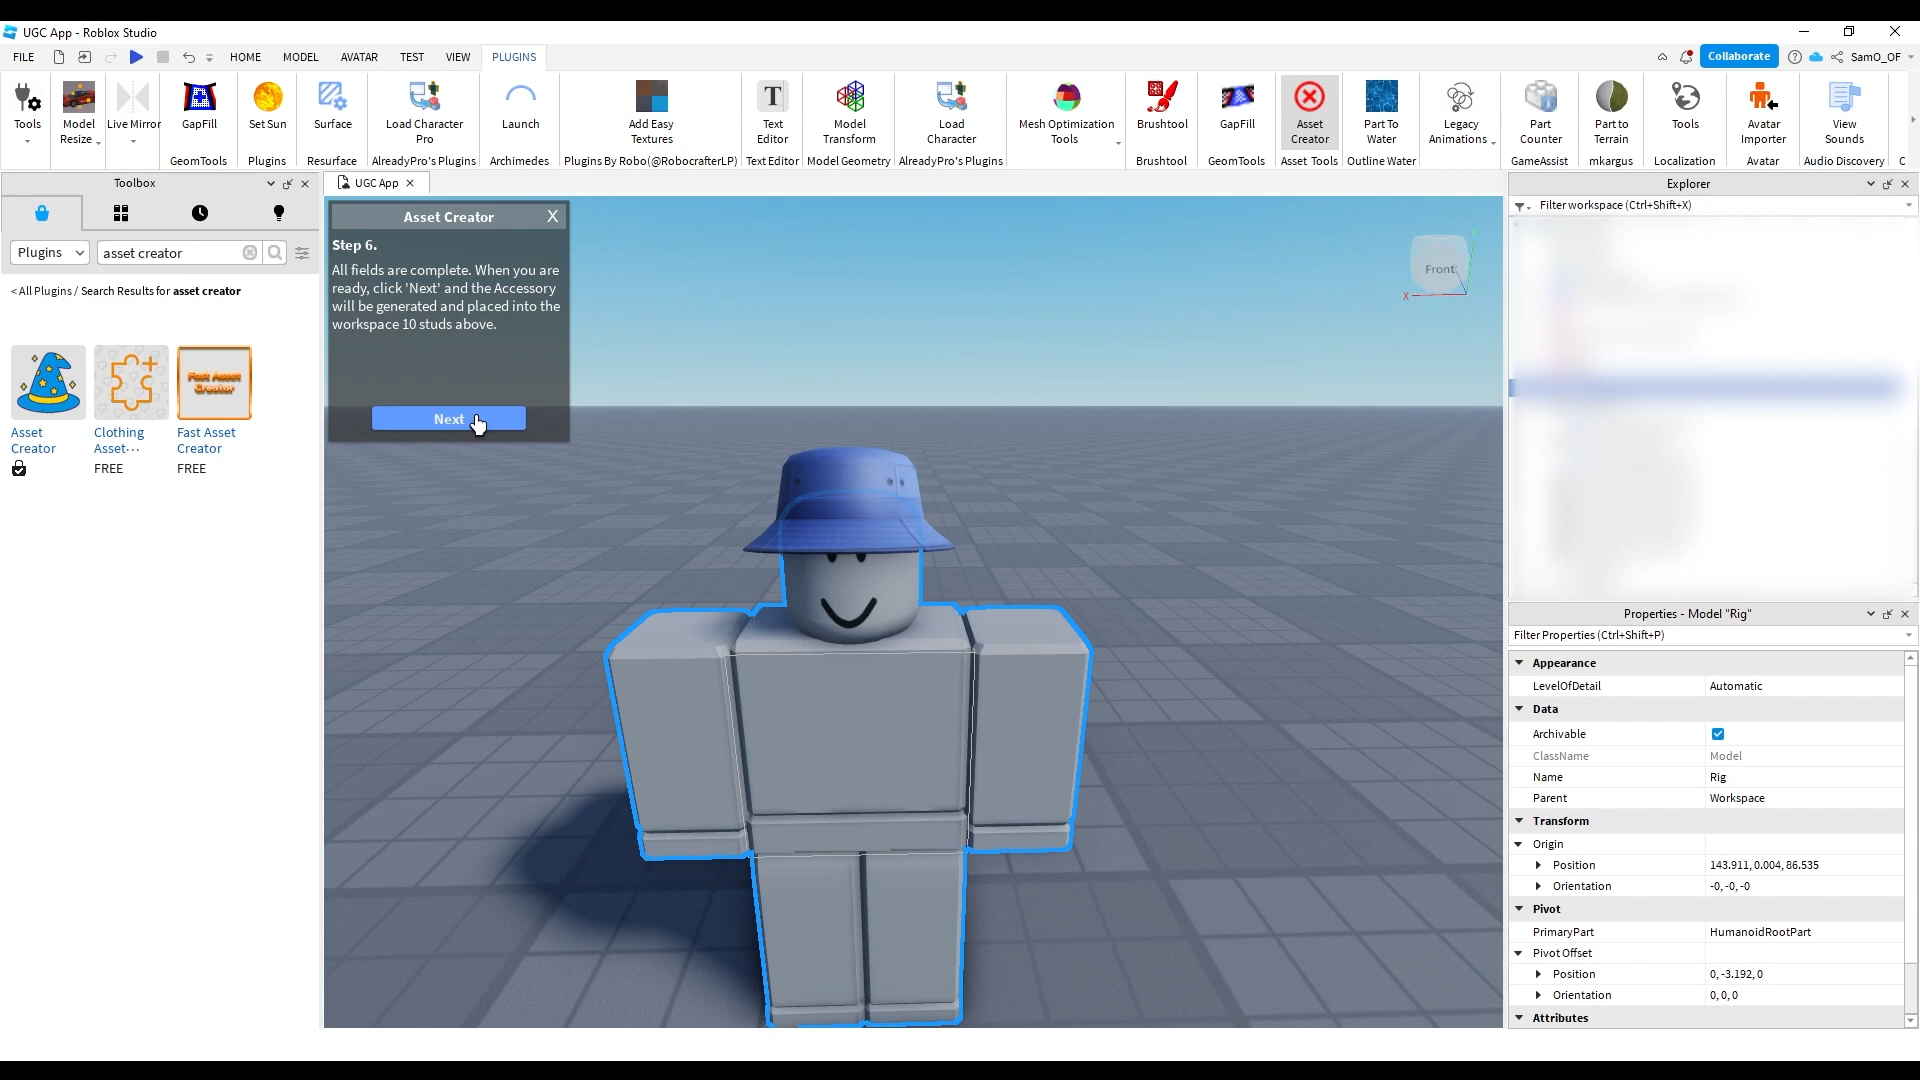 UGC App - Roblox Studio
FILE
HOME
MODEL
AVATAR
TEST
VIEW
PLUGINS
Collaborate
SamO_OF
Tools
Model
Resize
Live Mirror
GapFill
Set Sun
Surface
Load Character
Pro
Launch
Add Easy
Textures
Text
Editor
Model
Transform
Load
Character
Mesh Optimization
Tools
Brushtool
GapFill
Asset
Creator
Part To
Water
Legacy
Animations
Part
Counter
Part to
Terrain
Tools
Avatar
Importer
View
Sounds
GeomTools
Plugins
Resurface
AlreadyPro's Plugins
Archimedes
Plugins By Robo(@RobocrafterLP)
Text Editor
Model Geometry
AlreadyPro's Plugins
Brushtool
GeomTools
Asset Tools
Outline Water
GameAssist
mkargus
Localization
Avatar
Audio Discovery
C
Toolbox
Plugins
asset creator
< All Plugins / Search Results for asset creator
Asset
Creator
Clothing
Asset···
FREE
Fast Asset
Creator
Fast Asset
Creator
FREE
UGC App
Asset Creator
X
Step 6.
All fields are complete. When you are
ready, click 'Next' and the Accessory
will be generated and placed into the
workspace 10 studs above.
Next
Front
Y
X
Explorer
Filter workspace (Ctrl+Shift+X)
Properties - Model "Rig"
Filter Properties (Ctrl+Shift+P)
Appearance
LevelOfDetail Automatic
Data
Archivable
ClassName Model
Name Rig
Parent Workspace
Transform
Origin
Position 143.911, 0.004, 86.535
Orientation -0, -0, -0
Pivot
PrimaryPart HumanoidRootPart
Pivot Offset
Position 0, -3.192, 0
Orientation 0, 0, 0
Attributes